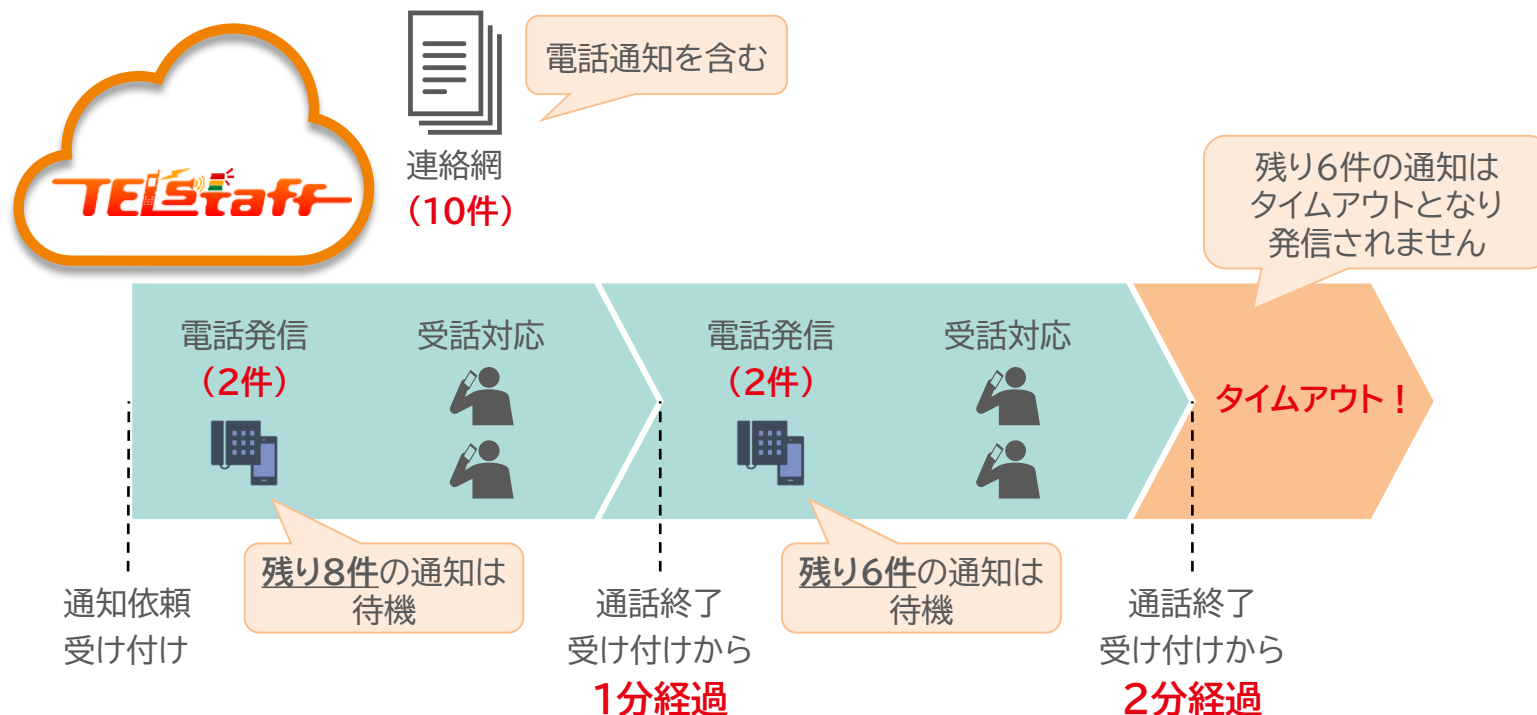 電話通知を含む
連絡網
(10件)
TELStaff
残り6件の通知は
タイムアウトとなり
発信されません
電話発信
(2件)
受話対応
電話発信
(2件)
受話対応
タイムアウト!
残り8件の通知は
待機
残り6件の通知は
待機
通知依頼
受け付け
通話終了
受け付けから
1分経過
通話終了
受け付けから
2分経過